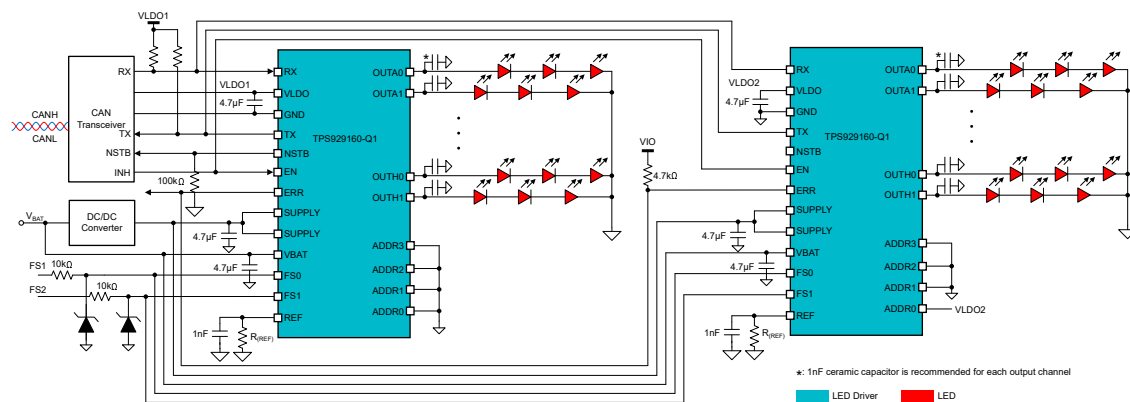 VLDO1
RX
CAN
Transceiver
TX
NSTB
INH
CANH
CANL
VLDO1
4.7µF
100kΩ
V_BAT
DC/DC
Converter
4.7µF
4.7µF
FS1
10kΩ
FS2
10kΩ
1nF
R(REF)
RX
VLDO
GND
TX
NSTB
EN
ERR
SUPPLY
SUPPLY
VBAT
FS0
FS1
REF
TPS929160-Q1
OUTA0
OUTA1
OUTH0
OUTH1
ADDR3
ADDR2
ADDR1
ADDR0
*
VIO
4.7kΩ
VLDO2
4.7µF
4.7µF
4.7µF
1nF
R(REF)
RX
VLDO
GND
TX
NSTB
EN
ERR
SUPPLY
SUPPLY
VBAT
FS0
FS1
REF
TPS929160-Q1
OUTA0
OUTA1
OUTH0
OUTH1
ADDR3
ADDR2
ADDR1
ADDR0
VLDO2
*
*: 1nF ceramic capacitor is recommended for each output channel
LED Driver
LED